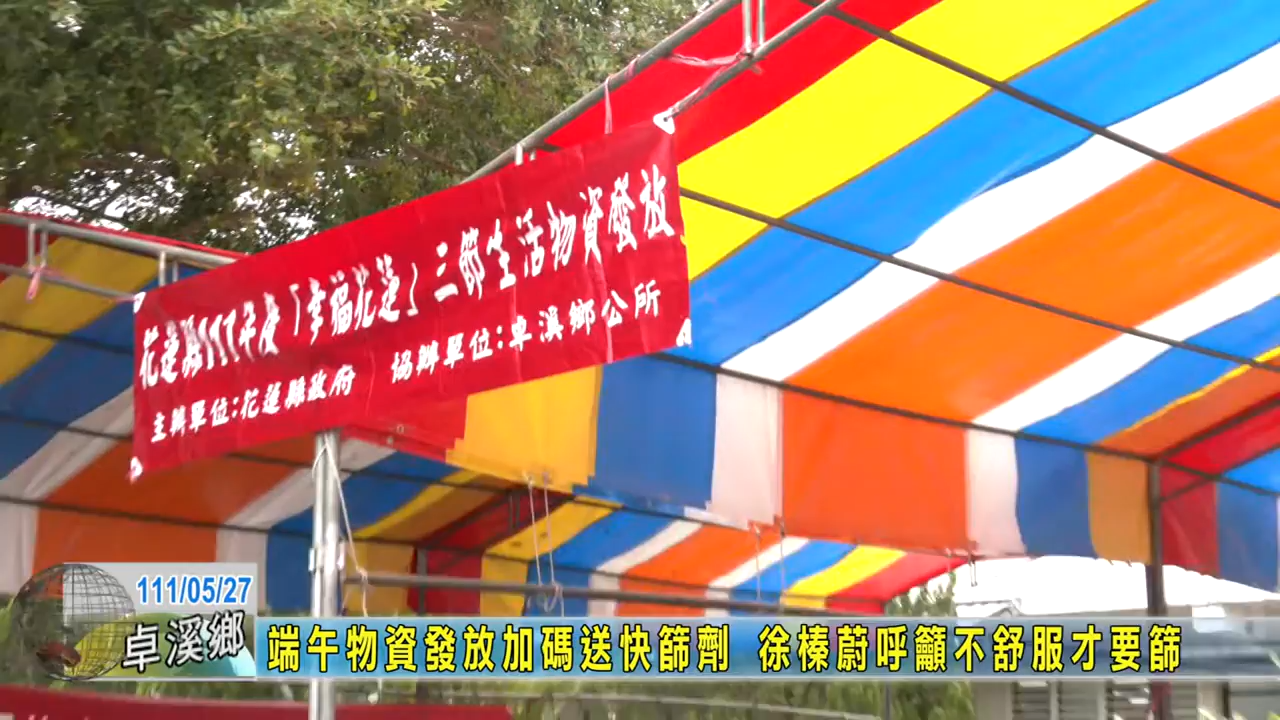 花蓮縣111年度「幸福花蓮」三節生活物資發放
主辦單位:花蓮縣政府 協辦單位:卓溪鄉公所
111/05/27
卓溪鄉
端午物資發放加碼送快篩劑 徐榛蔚呼籲不舒服才要篩